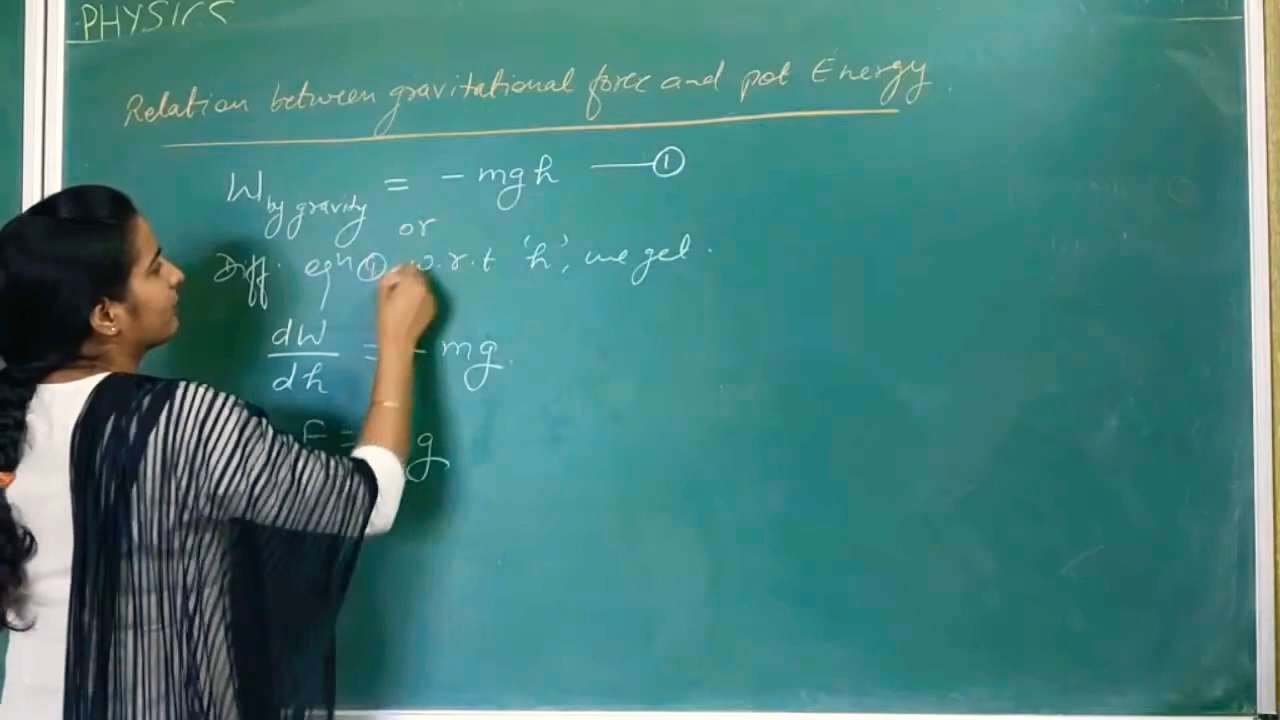 PHYSICS
Relation between gravitational force and pot Energy
W by gravity = - mgh — ①
or
Diff. eqn ① w.r.t 'h', we get.
dW/dh = - mg.
F = g